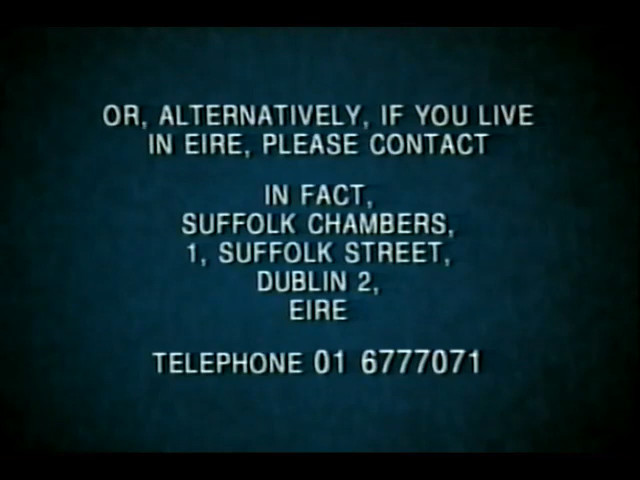 OR, ALTERNATIVELY, IF YOU LIVE
IN EIRE, PLEASE CONTACT
IN FACT,
SUFFOLK CHAMBERS,
1, SUFFOLK STREET,
DUBLIN 2,
EIRE
TELEPHONE 01 6777071